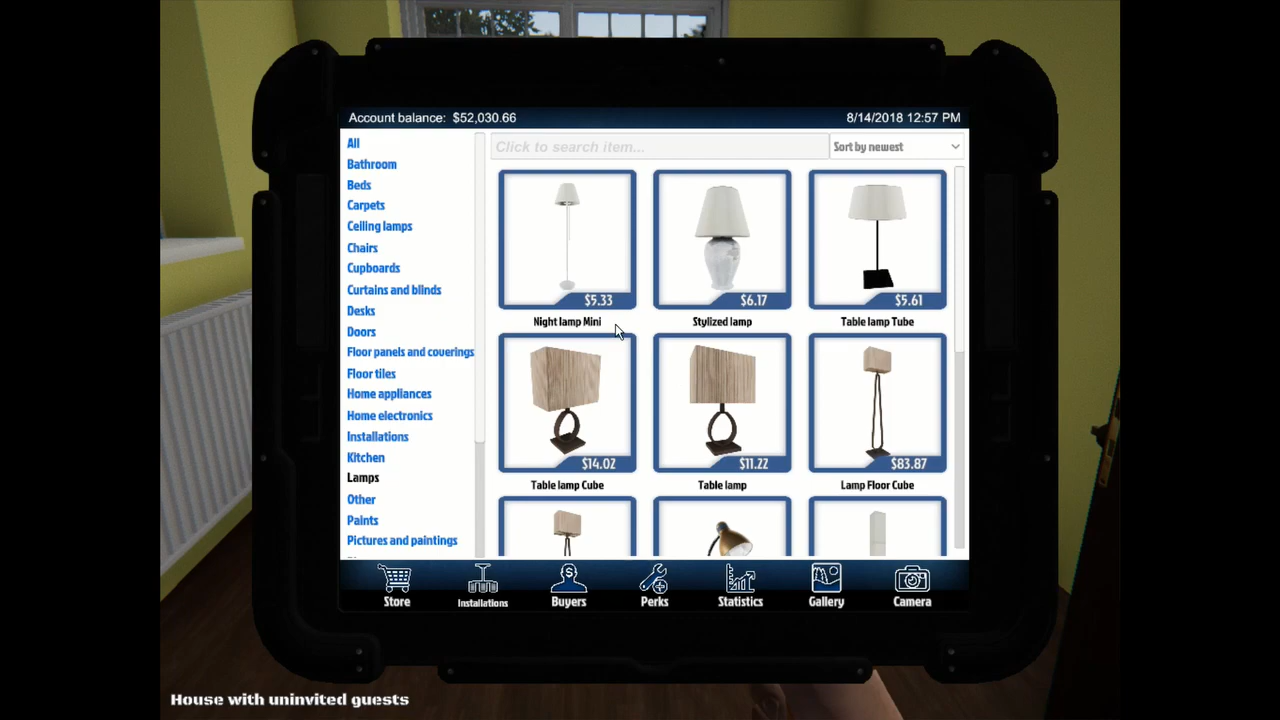 Account balance: $52,030.66
8/14/2018 12:57 PM
All
Bathroom
Beds
Carpets
Ceiling lamps
Chairs
Cupboards
Curtains and blinds
Desks
Doors
Floor panels and coverings
Floor tiles
Home appliances
Home electronics
Installations
Kitchen
Lamps
Other
Paints
Pictures and paintings
Click to search item...
Sort by newest
$5.33
$6.17
$5.61
Night lamp Mini
Stylized lamp
Table lamp Tube
$14.02
$11.22
$83.87
Table lamp Cube
Table lamp
Lamp Floor Cube
Store
Installations
Buyers
Perks
Statistics
Gallery
Camera
House with uninvited guests